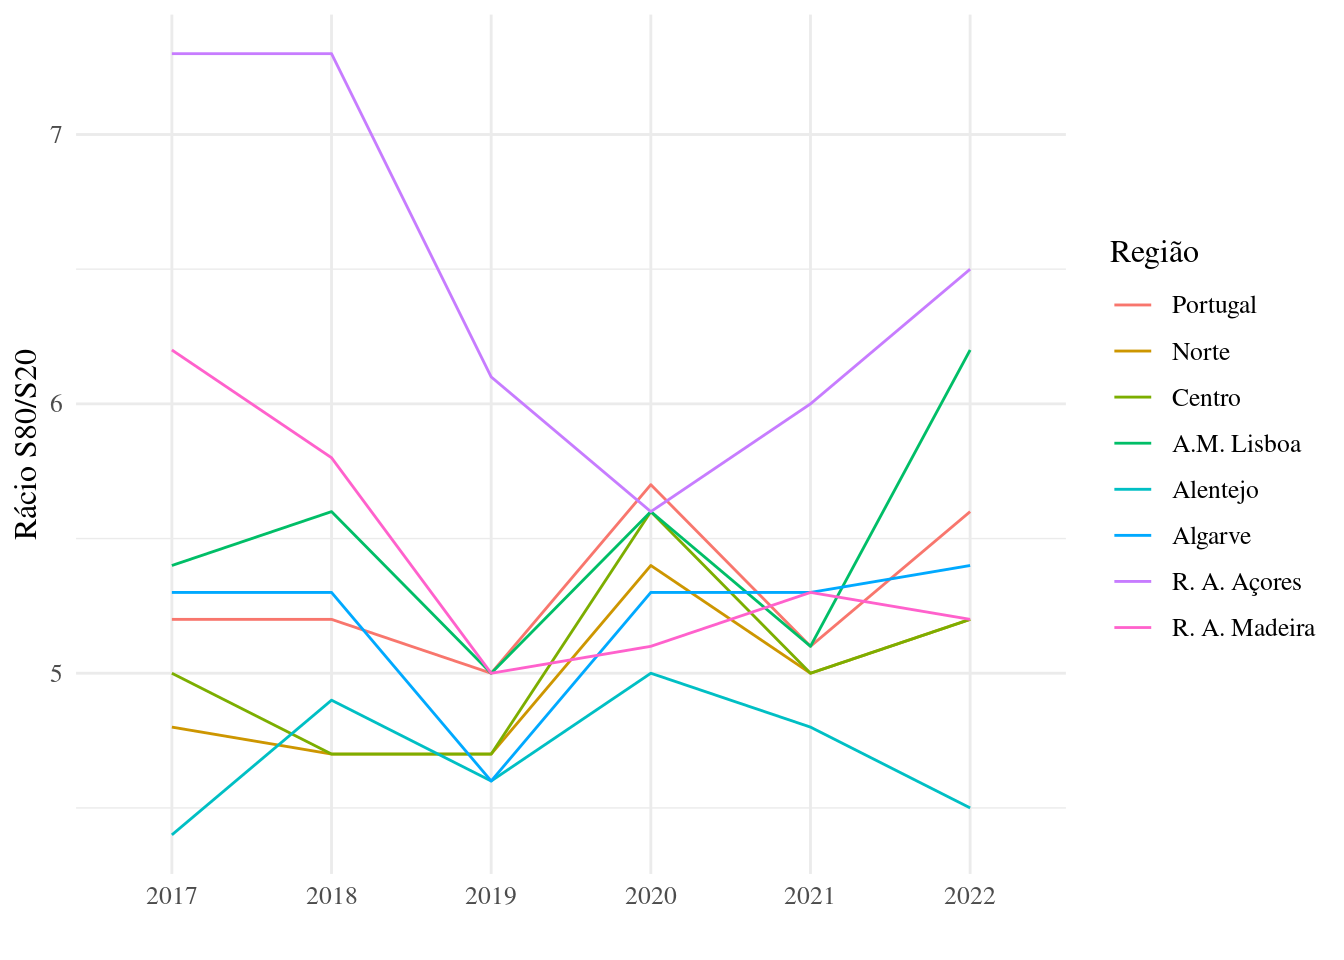 Rácio S80/S20
7
6
5
2017 2018 2019 2020 2021 2022
Região
Portugal
Norte
Centro
A.M. Lisboa
Alentejo
Algarve
R. A. Açores
R. A. Madeira